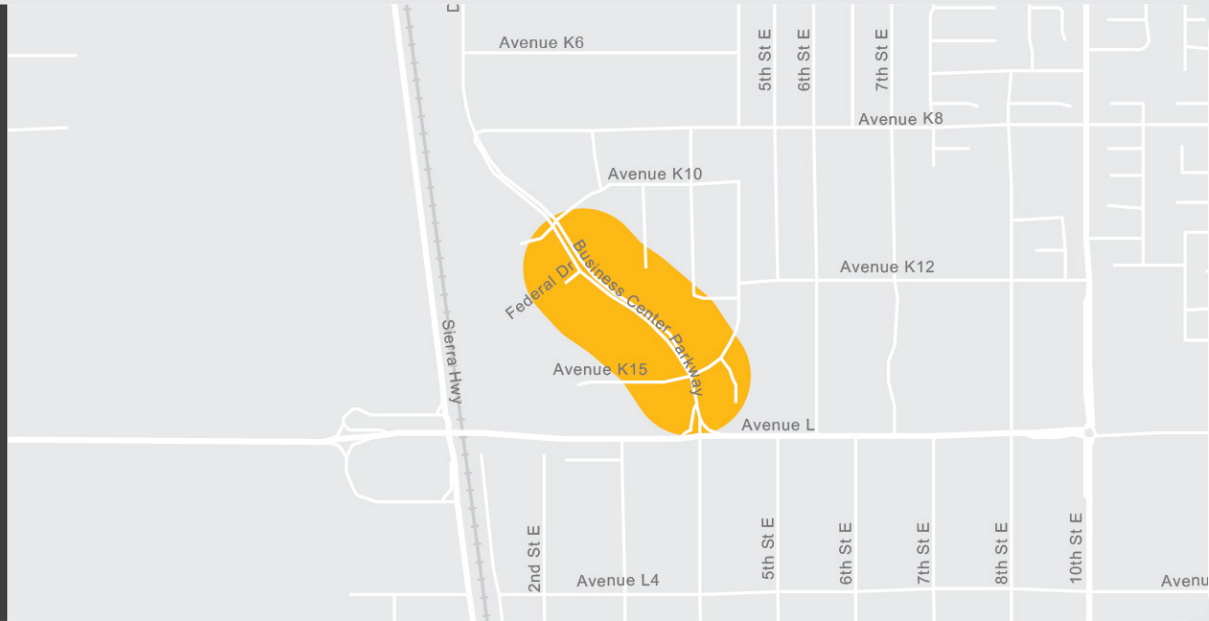 Avenue K6
5th St E
6th St E
7th St E
Avenue K8
Avenue K10
Business Center Parkway
Federal Dr
Avenue K12
Sierra Hwy
Avenue K15
Avenue L
2nd St E
5th St E
6th St E
7th St E
8th St E
10th St E
Avenue L4